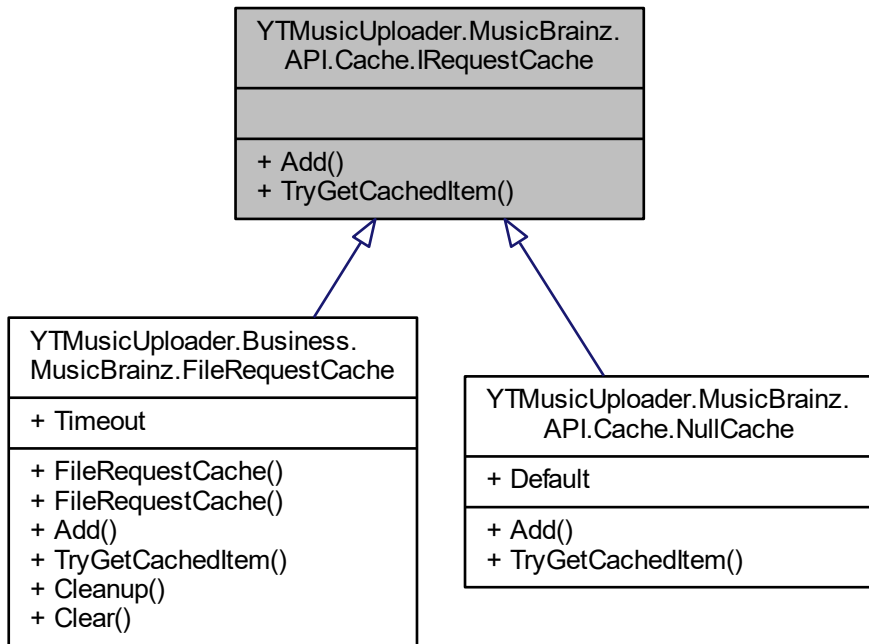 YTMusicUploader.MusicBrainz.
API.Cache.IRequestCache
+ Add()
+ TryGetCachedItem()
YTMusicUploader.Business.
MusicBrainz.FileRequestCache
+ Timeout
+ FileRequestCache()
+ FileRequestCache()
+ Add()
+ TryGetCachedItem()
+ Cleanup()
+ Clear()
YTMusicUploader.MusicBrainz.
API.Cache.NullCache
+ Default
+ Add()
+ TryGetCachedItem()